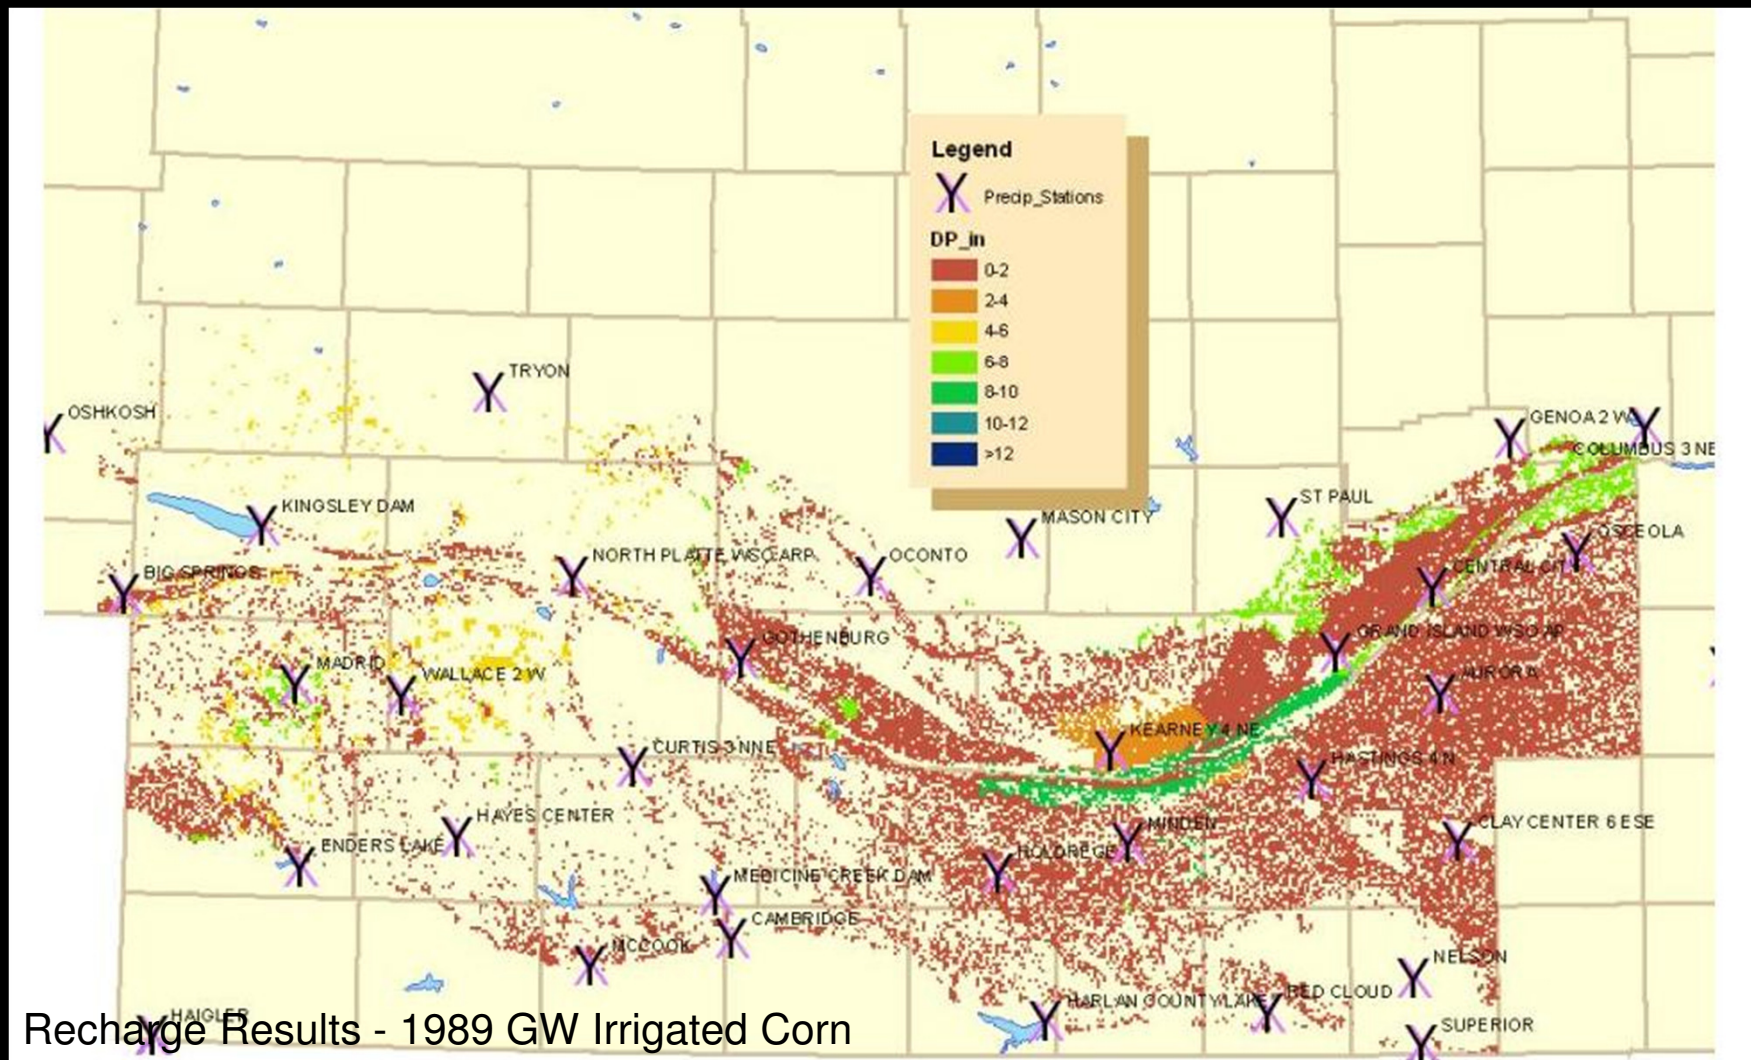 Legend
Precip_Stations
DP_in
0-2
2-4
4-6
6-8
8-10
10-12
>12
TRYON
OSHKOSH
GENOA 2 W
COLUMBUS 3 NE
KINGSLEY DAM
ST PAUL
MASON CITY
OSCEOLA
NORTH PLATTE WSO ARP
OCONTO
BIG SPRINGS
CENTRAL CITY
GOTHENBURG
GRAND ISLAND WSO AP
MADRID
WALLACE 2 W
AURORA
KEARNEY 4 NE
CURTIS 3 NNE
HASTINGS 4 N
HAYES CENTER
MINDEN
CLAY CENTER 6 ESE
ENDERS LAKE
HOLDREGE
MEDICINE CREEK DAM
CAMBRIDGE
MCCOOK
NELSON
RED CLOUD
HARLAN COUNTY LAKE
HAIGLER
SUPERIOR
Recharge Results - 1989 GW Irrigated Corn